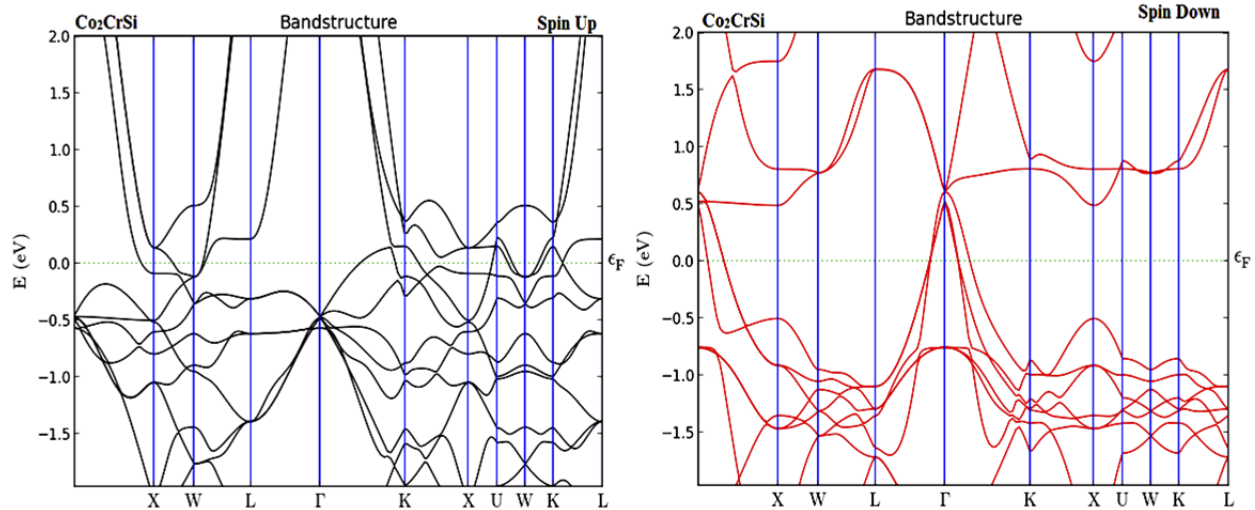 Co₂CrSi Bandstructure Spin Up
2.0
1.5
1.0
0.5
0.0
−0.5
−1.0
−1.5
E (eV)
ϵF
X W L Γ K X U W K L
Co₂CrSi Bandstructure Spin Down
2.0
1.5
1.0
0.5
0.0
−0.5
−1.0
−1.5
E (eV)
ϵF
X W L Γ K X U W K L